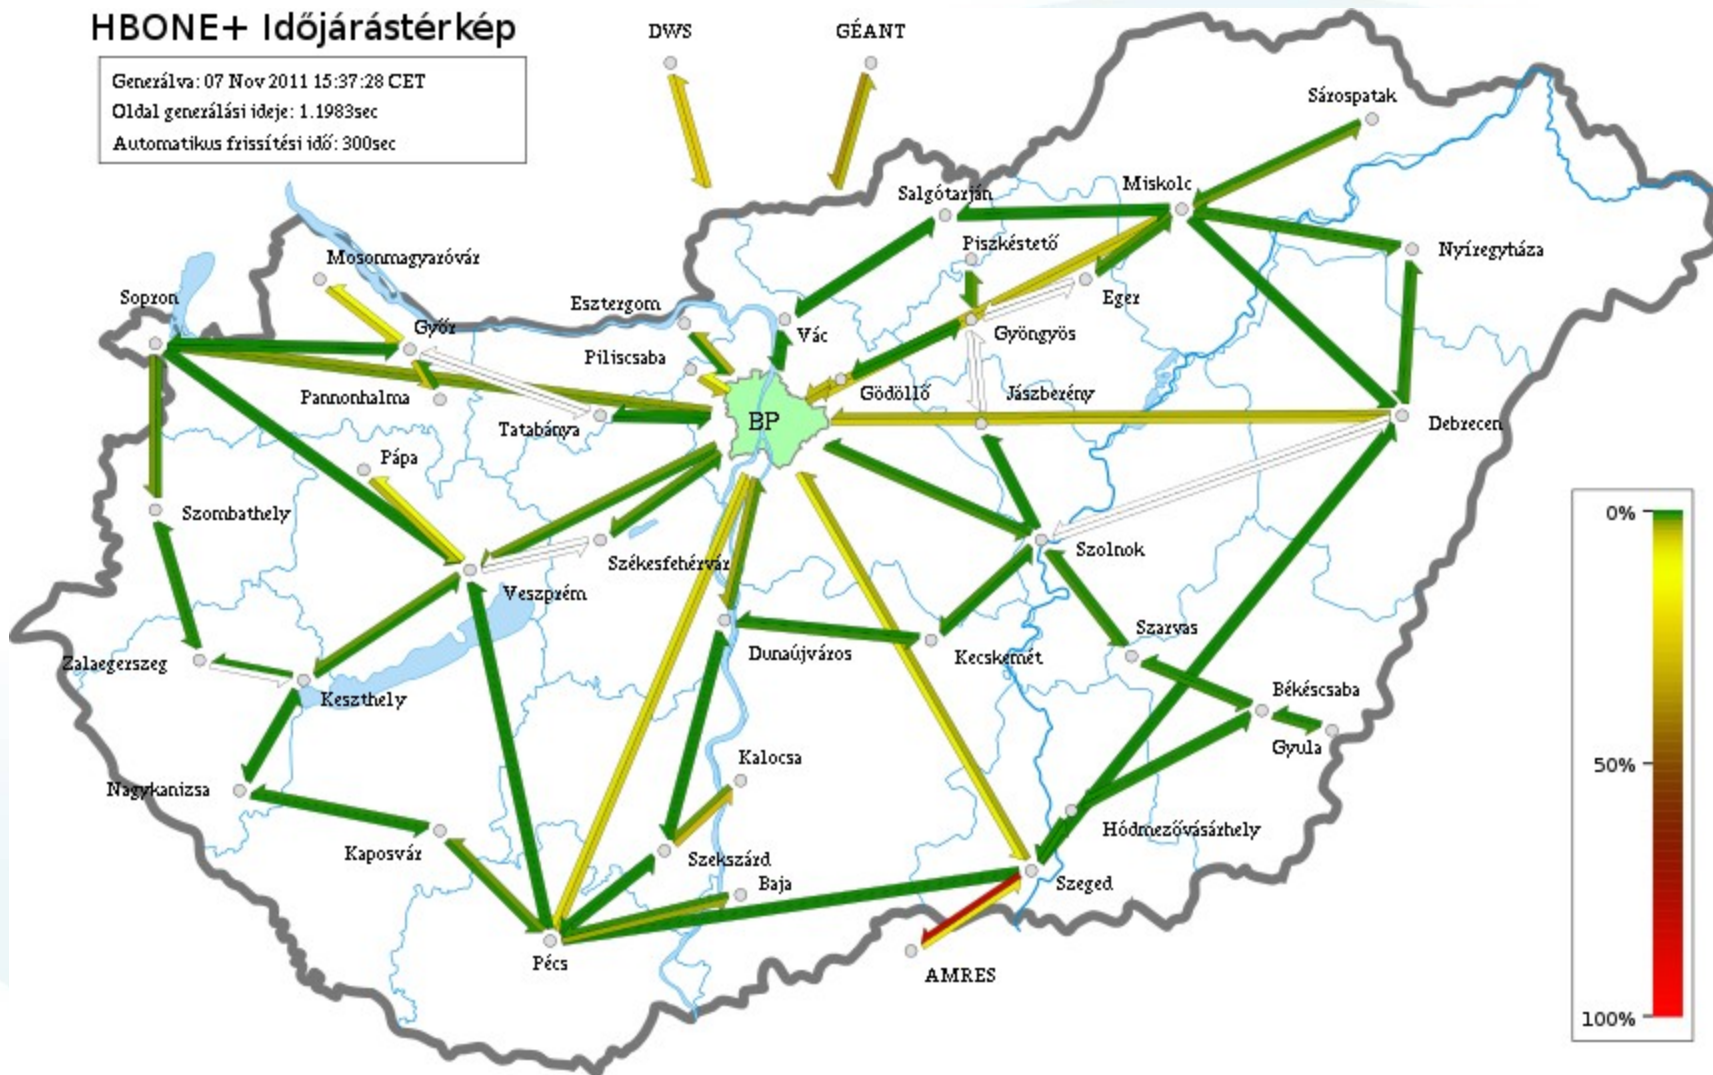 HBONE+ Időjárástérkép
Generálva: 07 Nov 2011 15:37:28 CET
Oldal generálási ideje: 1.1983sec
Automatikus frissítési idő: 300sec
DWS
GÉANT
Sárospatak
Miskolc
Salgótarján
Piszkéstető
Nyíregyháza
Mosonmagyaróvár
Sopron
Esztergom
Eger
Győr
Vác
Gyöngyös
Piliscsaba
Pannonhalma
Gödöllő
Jászberény
Tatabánya
BP
Debrecen
Pápa
Szombathely
0%
Szolnok
Székesfehérvár
Veszprém
Szarvas
Zalaegerszeg
Dunaújváros
Kecskemét
Keszthely
Békéscsaba
Gyula
Kalocsa
50%
Nagykanizsa
Hódmezővásárhely
Kaposvár
Szekszárd
Baja
Szeged
Pécs
AMRES
100%